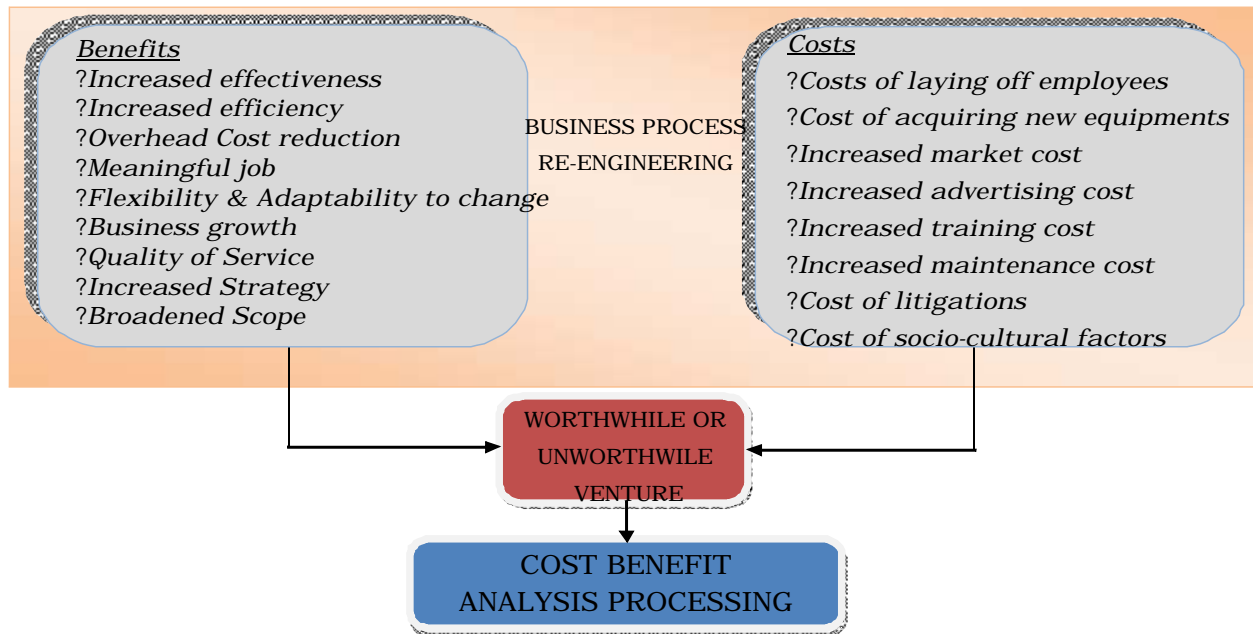 Benefits
?Increased effectiveness
?Increased efficiency
?Overhead Cost reduction
?Meaningful job
?Flexibility & Adaptability to change
?Business growth
?Quality of Service
?Increased Strategy
?Broadened Scope
BUSINESS PROCESS
RE-ENGINEERING
Costs
?Costs of laying off employees
?Cost of acquiring new equipments
?Increased market cost
?Increased advertising cost
?Increased training cost
?Increased maintenance cost
?Cost of litigations
?Cost of socio-cultural factors
WORTHWHILE OR
UNWORTHWILE
VENTURE
COST BENEFIT
ANALYSIS PROCESSING